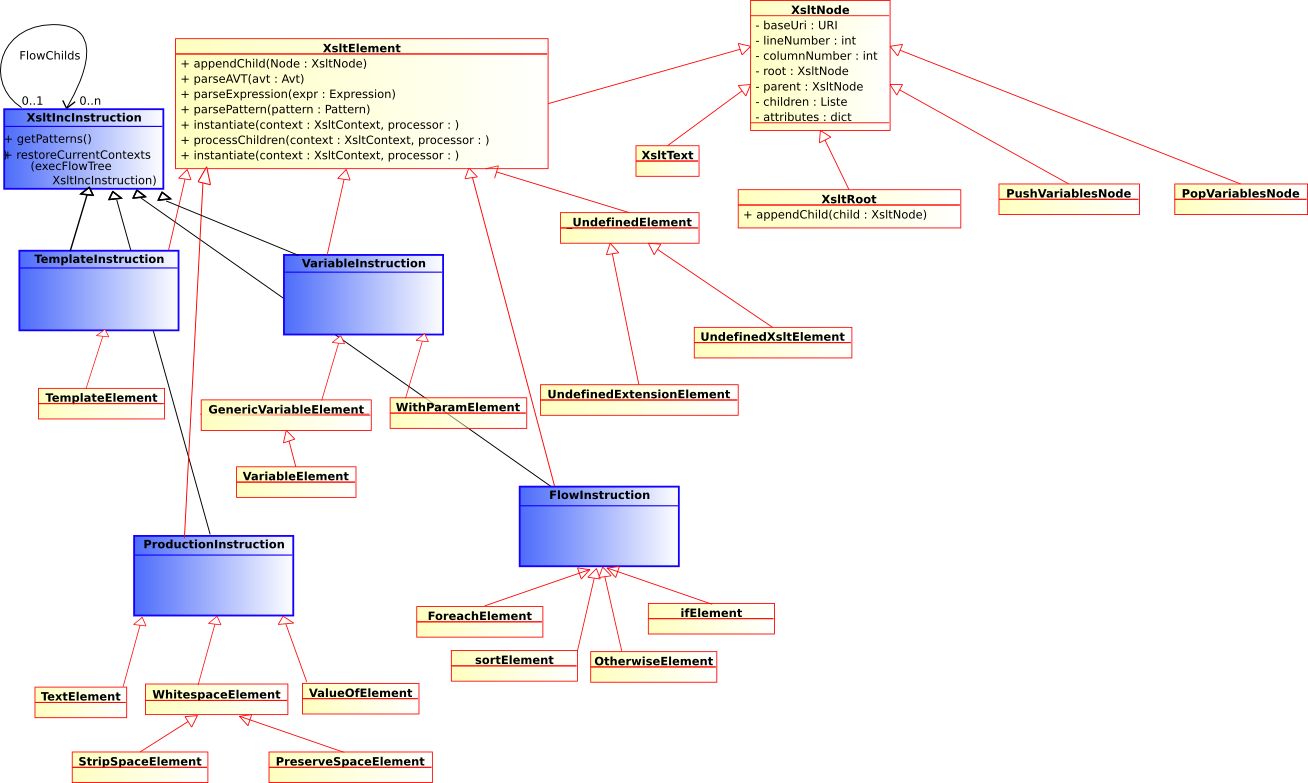 XsltNode
- baseUri : URI
- lineNumber : int
- columnNumber : int
- root : XsltNode
- parent : XsltNode
- children : Liste
- attributes : dict
FlowChilds
0..1
0..n
XsltElement
+ appendChild(Node : XsltNode)
+ parseAVT(avt : Avt)
+ parseExpression(expr : Expression)
+ parsePattern(pattern : Pattern)
+ instantiate(context : XsltContext, processor : )
+ processChildren(context : XsltContext, processor : )
+ instantiate(context : XsltContext, processor : )
XsltIncInstruction
+ getPatterns()
+ restoreCurrentContexts
(execFlowTree
XsltIncInstruction)
XsltText
XsltRoot
+ appendChild(child : XsltNode)
PushVariablesNode
PopVariablesNode
_UndefinedElement
TemplateInstruction
VariableInstruction
UndefinedXsltElement
UndefinedExtensionElement
TemplateElement
GenericVariableElement
WithParamElement
VariableElement
FlowInstruction
ProductionInstruction
ForeachElement
ifElement
sortElement
OtherwiseElement
TextElement
WhitespaceElement
ValueOfElement
StripSpaceElement
PreserveSpaceElement